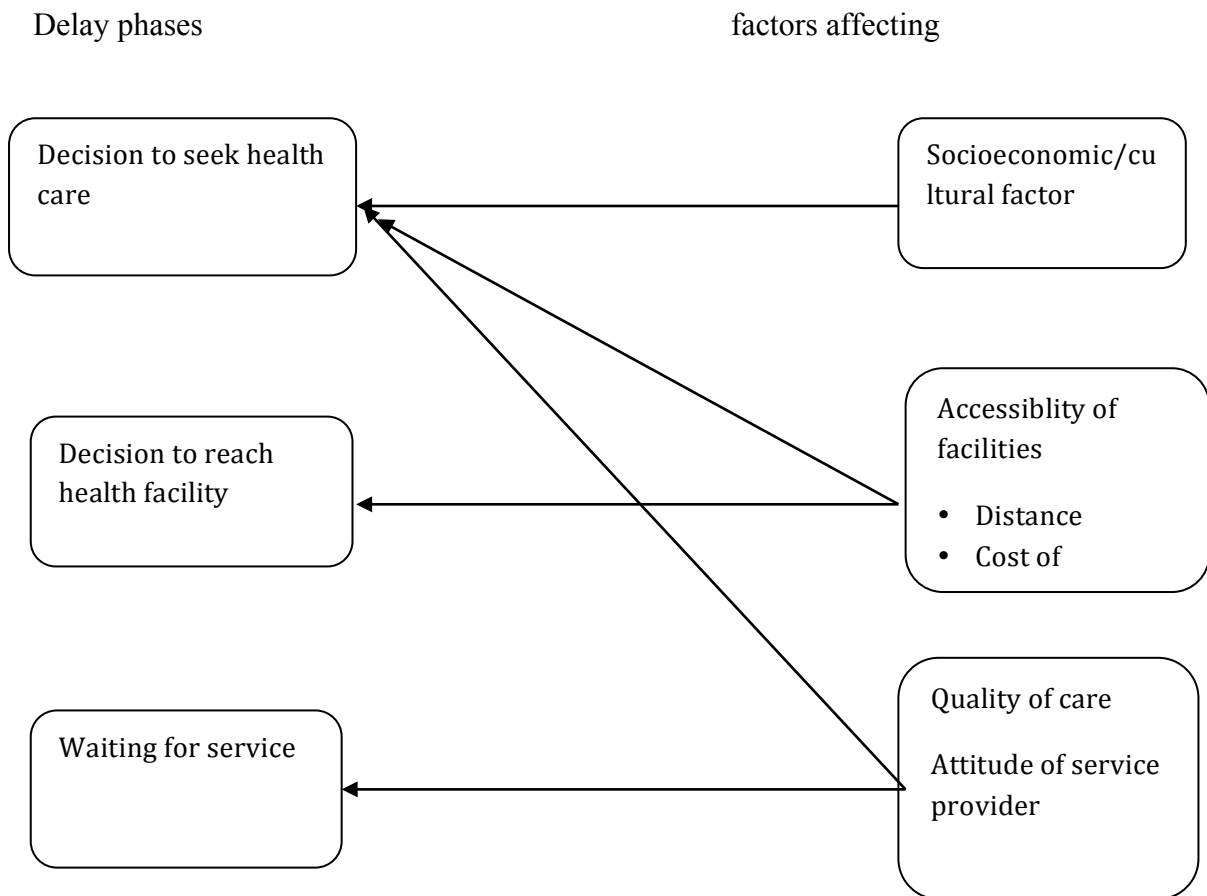 Delay phases factors affecting
Decision to seek health
care
Socioeconomic/cu
ltural factor
Decision to reach
health facility
Accessiblity of
facilities
• Distance
• Cost of
Waiting for service
Quality of care
Attitude of service
provider